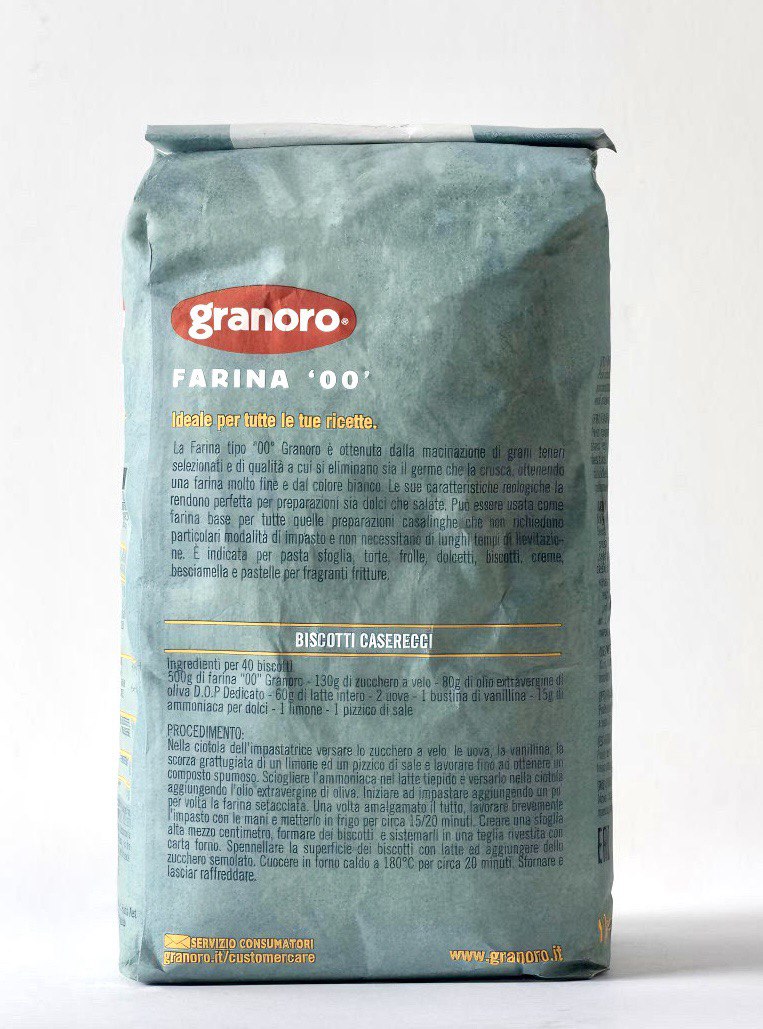 granoro®
FARINA '00'
Ideale per tutte le tue ricette.
La Farina tipo "00" Granoro è ottenuta dalla macinazione di grani teneri
selezionati e di qualità a cui si eliminano sia il germe che la crusca, ottenendo
una farina molto fine e dal colore bianco. Le sue caratteristiche reologiche la
rendono perfetta per preparazioni sia dolci che salate. Può essere usata come
farina base per tutte quelle preparazioni casalinghe che non richiedono
particolari modalità di impasto e non necessitano di lunghi tempi di lievitazio-
ne. È indicata per pasta sfoglia, torte, frolle, dolcetti, biscotti, creme,
besciamella e pastelle per fragranti fritture.
BISCOTTI CASERECCI
Ingredienti per 40 biscotti
500g di farina "00" Granoro - 130g di zucchero a velo - 80g di olio extravergine di
oliva D.O.P Dedicato - 60g di latte intero - 2 uova - 1 bustina di vanillina - 15g di
ammoniaca per dolci - 1 limone - 1 pizzico di sale
PROCEDIMENTO:
Nella ciotola dell'impastatrice versare lo zucchero a velo, le uova, la vanillina, la
scorza grattugiata di un limone ed un pizzico di sale e lavorare fino ad ottenere un
composto spumoso. Sciogliere l'ammoniaca nel latte tiepido e versarlo nella ciotola
aggiungendo l'olio extravergine di oliva. Iniziare ad impastare aggiungendo un po'
per volta la farina setacciata. Una volta amalgamato il tutto, lavorare brevemente
l'impasto con le mani e metterlo in frigo per circa 15/20 minuti. Creare una sfoglia
alta mezzo centimetro, formare dei biscotti e sistemarli in una teglia rivestita con
carta forno. Spennellare la superficie dei biscotti con latte ed aggiungere dello
zucchero semolato. Cuocere in forno caldo a 180°C per circa 20 minuti. Sfornare e
lasciar raffreddare.
SERVIZIO CONSUMATORI
granoro.it/customercare
www.granoro.it